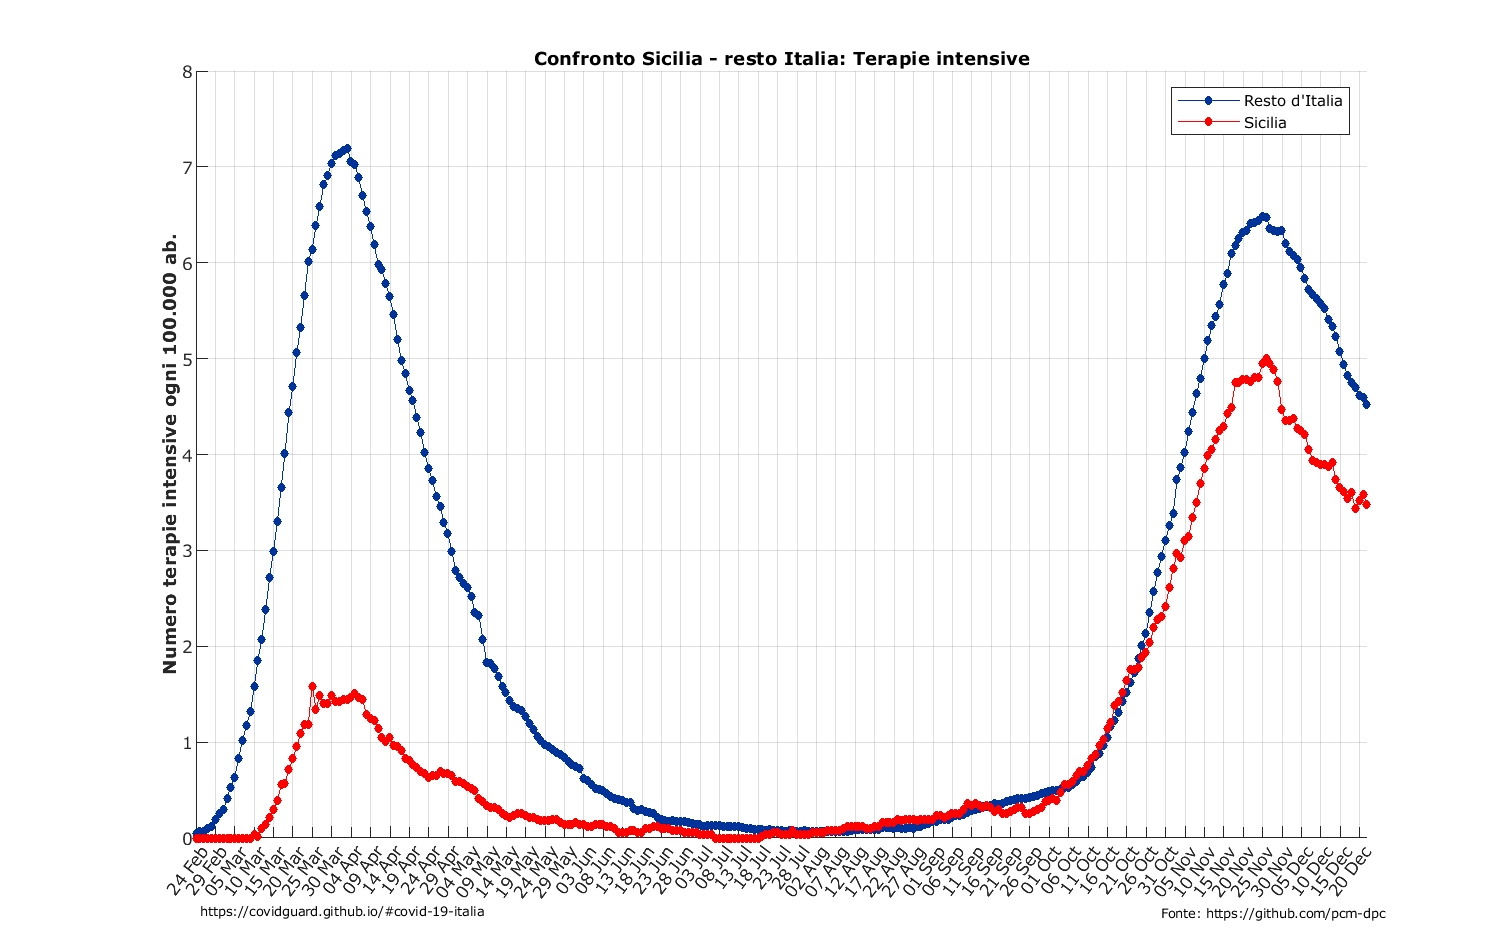 Confronto Sicilia - resto Italia: Terapie intensive
Resto d'Italia
Sicilia
Numero terapie intensive ogni 100.000 ab.
8
7
6
5
4
3
2
1
0
24 Feb
29 Feb
05 Mar
10 Mar
15 Mar
20 Mar
25 Mar
30 Mar
04 Apr
09 Apr
14 Apr
19 Apr
24 Apr
29 Apr
04 May
09 May
14 May
19 May
24 May
29 May
03 Jun
08 Jun
13 Jun
18 Jun
23 Jun
28 Jun
03 Jul
08 Jul
13 Jul
18 Jul
23 Jul
28 Jul
02 Aug
07 Aug
12 Aug
17 Aug
22 Aug
27 Aug
01 Sep
06 Sep
11 Sep
16 Sep
21 Sep
26 Sep
01 Oct
06 Oct
11 Oct
16 Oct
21 Oct
26 Oct
31 Oct
05 Nov
10 Nov
15 Nov
20 Nov
25 Nov
30 Nov
05 Dec
10 Dec
15 Dec
20 Dec
https://covidguard.github.io/#covid-19-italia
Fonte: https://github.com/pcm-dpc